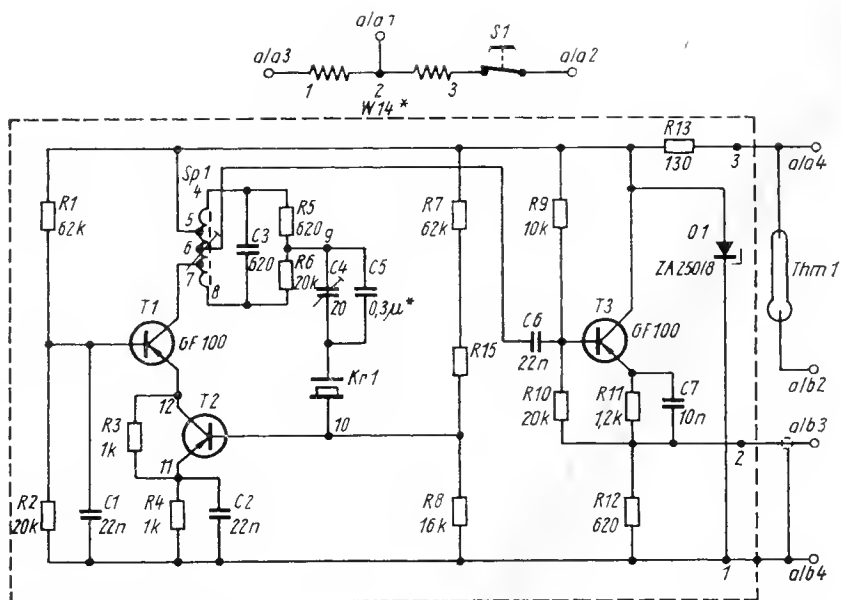 a/a1
a/a3
S1
a/a2
1
2
3
W14*
R13
130
3
a/a4
Sp1
4
5
6
7
8
R1
62k
C3
620
R5
620
R6
20k
9
C4
20
C5
0,3µ*
R7
62k
R9
10k
D1
ZA250/8
Thm1
T1
GF100
C6
22n
T3
GF100
Kr1
R15
a/b2
12
T2
R3
1k
11
10
R10
20k
R11
1,2k
C7
10n
a/b3
2
R2
20k
C1
22n
R4
1k
C2
22n
R8
16k
R12
620
1
a/b4